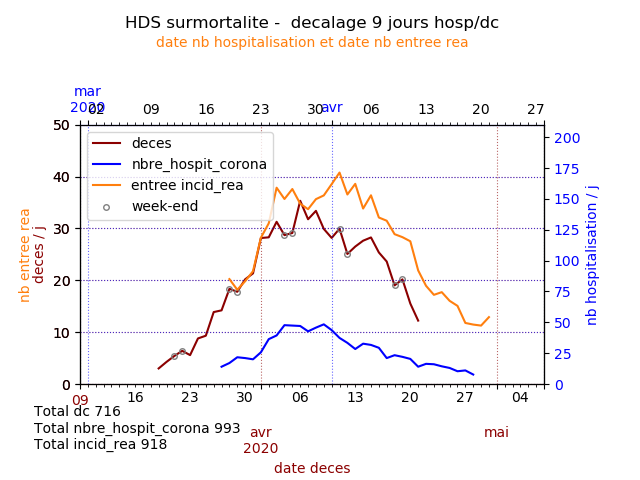 HDS surmortalite -  decalage 9 jours hosp/dc
date nb hospitalisation et date nb entree rea
mar
2020 avr
02 09 16 23 30 06 13 20 27
50 40 30 20 10 0
nb entree rea
deces / j
deces
nbre_hospit_corona
entree incid_rea
week-end
200 175 150 125 100 75 50 25 0
nb hospitalisation / j
09 16 23 30 06 13 20 27 04
Total dc 716
Total nbre_hospit_corona 993
Total incid_rea 918
avr mai
2020
date deces